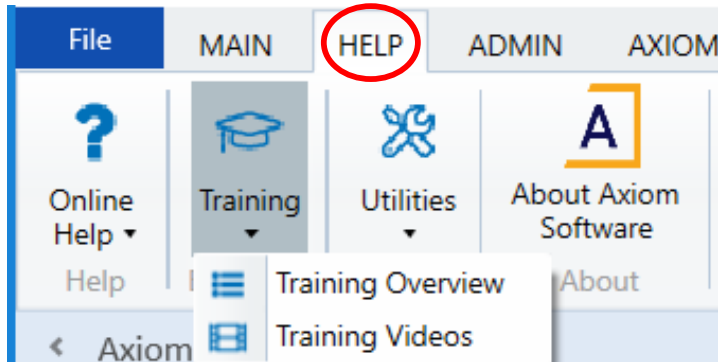 File MAIN HELP ADMIN AXIOM
Online Help
Training
Utilities
About Axiom Software
Help
About
Training Overview
Training Videos
Axiom